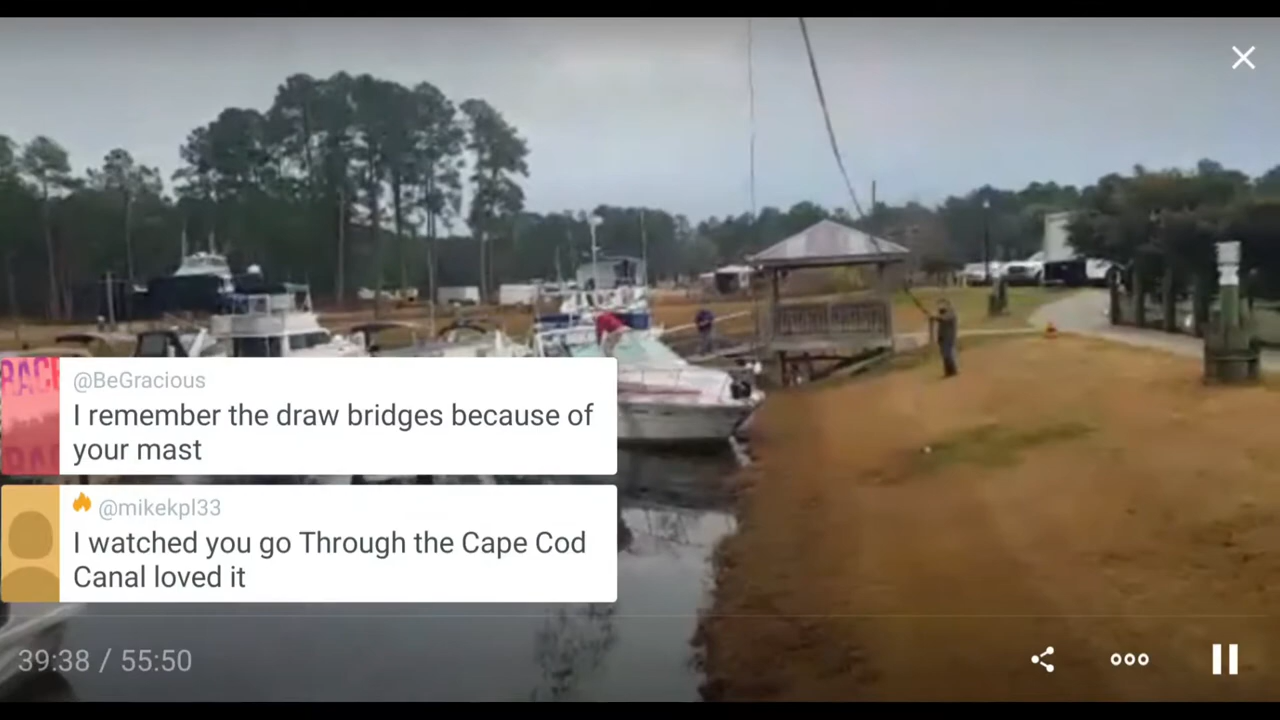 @BeGracious
I remember the draw bridges because of
your mast
@mikekpl33
I watched you go Through the Cape Cod
Canal loved it
39:38 / 55:50